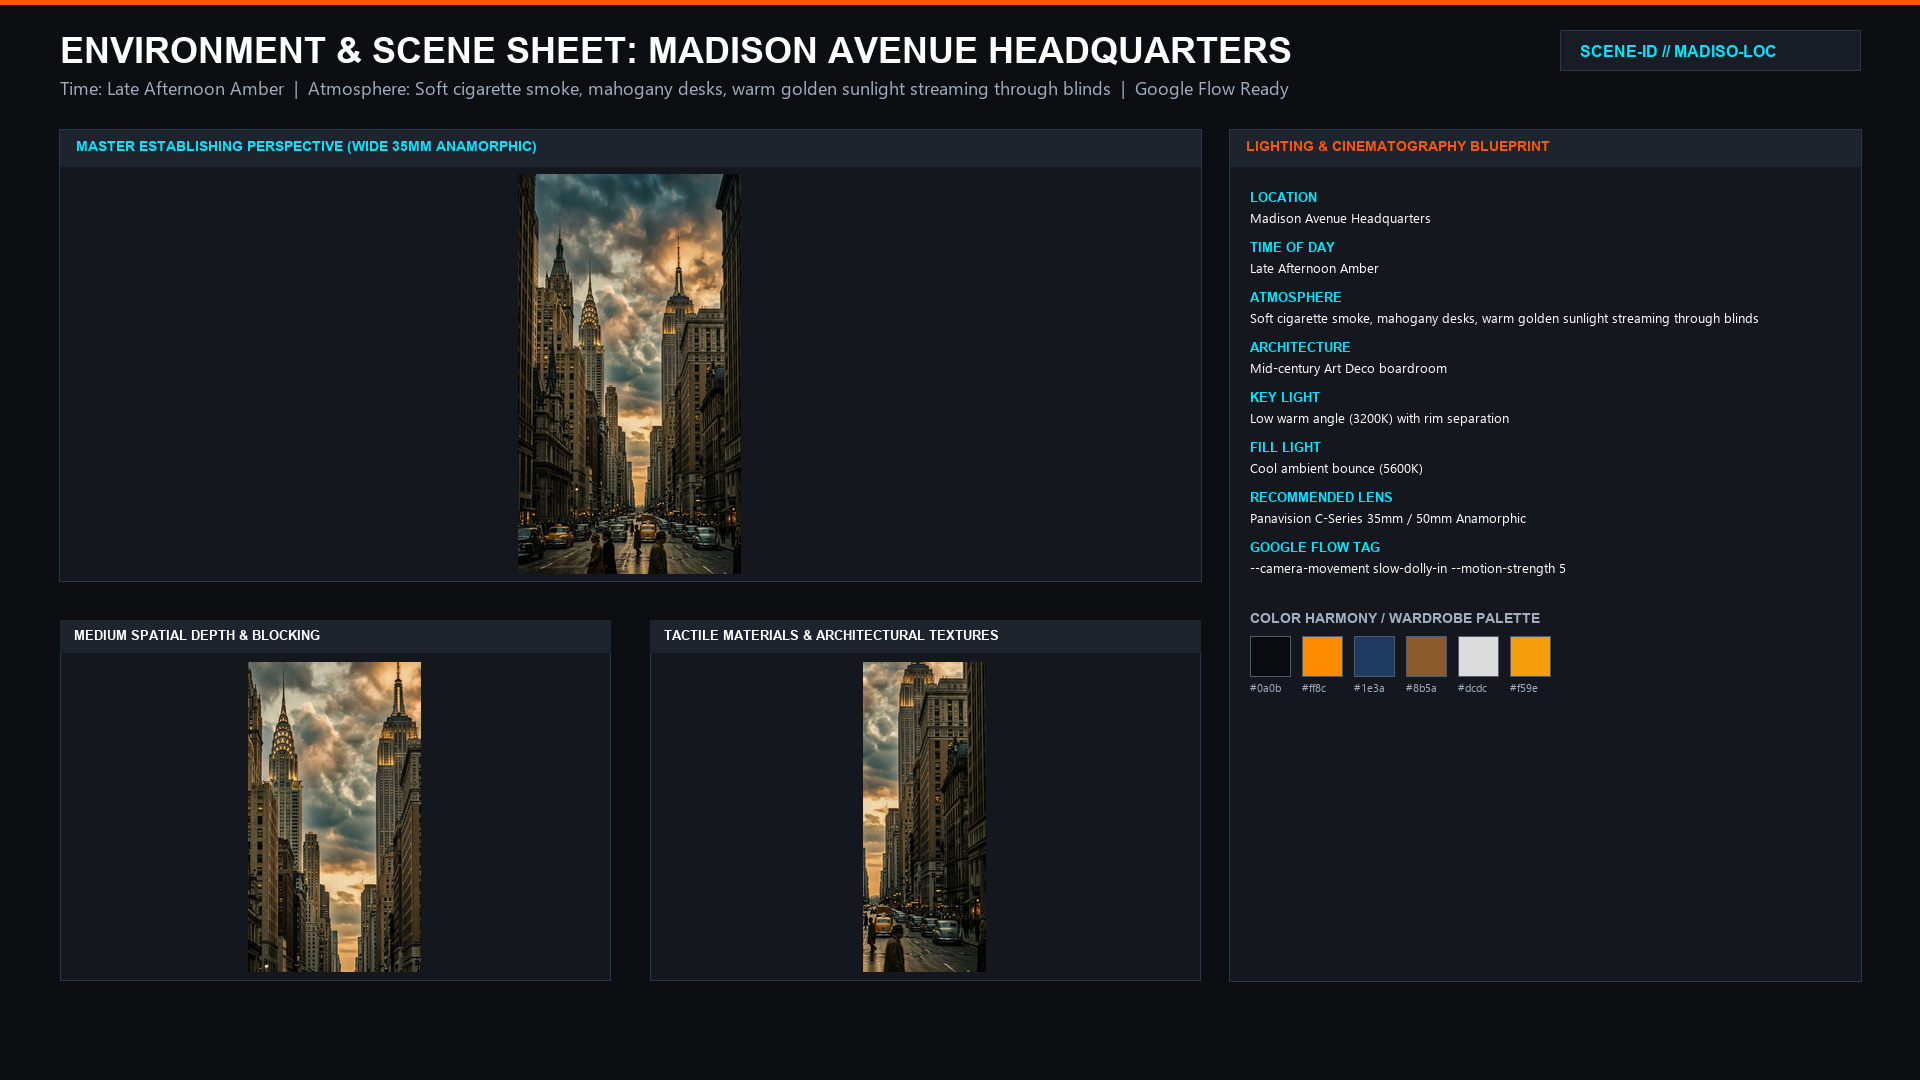 ENVIRONMENT & SCENE SHEET: MADISON AVENUE HEADQUARTERS
SCENE-ID // MADISO-LOC
Time: Late Afternoon Amber | Atmosphere: Soft cigarette smoke, mahogany desks, warm golden sunlight streaming through blinds | Google Flow Ready
MASTER ESTABLISHING PERSPECTIVE (WIDE 35MM ANAMORPHIC)
MEDIUM SPATIAL DEPTH & BLOCKING
TACTILE MATERIALS & ARCHITECTURAL TEXTURES
LIGHTING & CINEMATOGRAPHY BLUEPRINT
LOCATION
Madison Avenue Headquarters
TIME OF DAY
Late Afternoon Amber
ATMOSPHERE
Soft cigarette smoke, mahogany desks, warm golden sunlight streaming through blinds
ARCHITECTURE
Mid-century Art Deco boardroom
KEY LIGHT
Low warm angle (3200K) with rim separation
FILL LIGHT
Cool ambient bounce (5600K)
RECOMMENDED LENS
Panavision C-Series 35mm / 50mm Anamorphic
GOOGLE FLOW TAG
--camera-movement slow-dolly-in --motion-strength 5
COLOR HARMONY / WARDROBE PALETTE
#0a0b #ff8c #1e3a #8b5a #dcdc #f59e